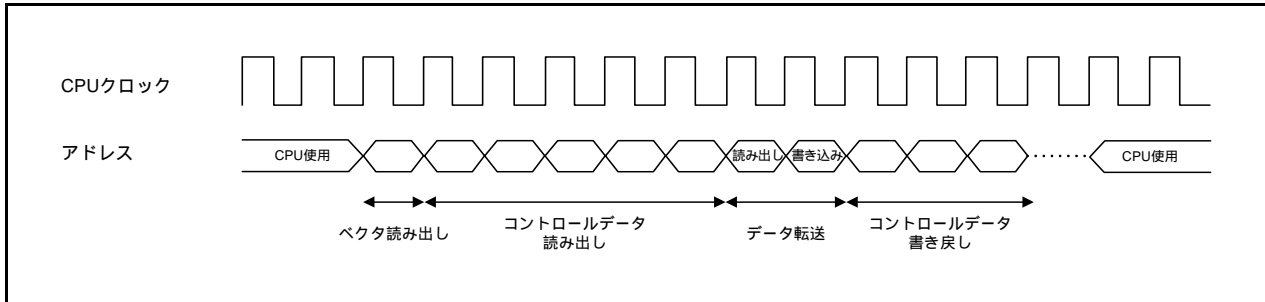 CPUクロック
アドレス
CPU使用
読み出し
書き込み
CPU使用
ベクタ読み出し
コントロールデータ
読み出し
データ転送
コントロールデータ
書き戻し